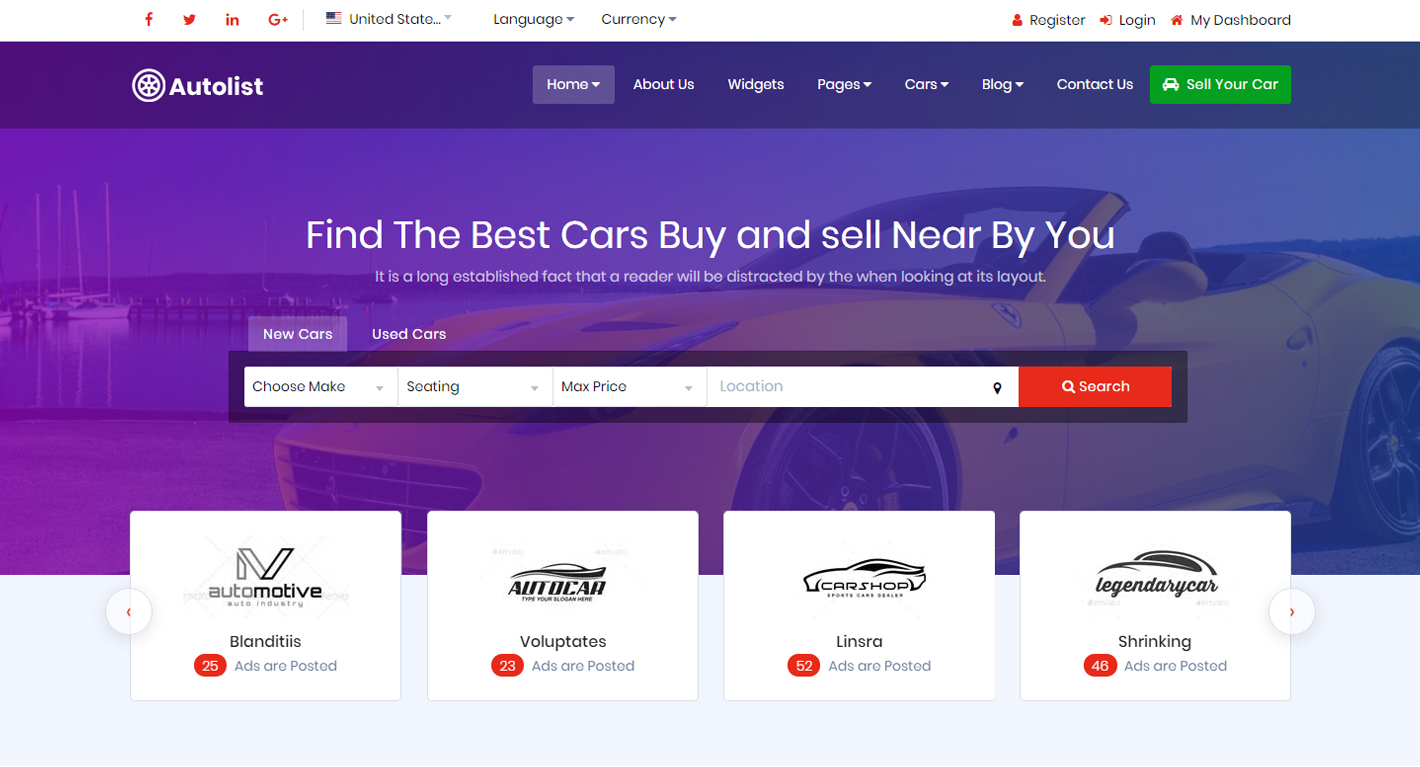 United State... Language Currency Register Login My Dashboard
Autolist Home About Us Widgets Pages Cars Blog Contact Us Sell Your Car
Find The Best Cars Buy and sell Near By You
It is a long established fact that a reader will be distracted by the when looking at its layout.
New Cars Used Cars
Choose Make Seating Max Price Location Search
automotive
auto industry
Blanditiis
25 Ads are Posted
AUTOCAR
TYPE YOUR SLOGAN HERE
Voluptates
23 Ads are Posted
CARSHOP
SPORTS CARS DEALER
Linsra
52 Ads are Posted
legendarycar
Shrinking
46 Ads are Posted